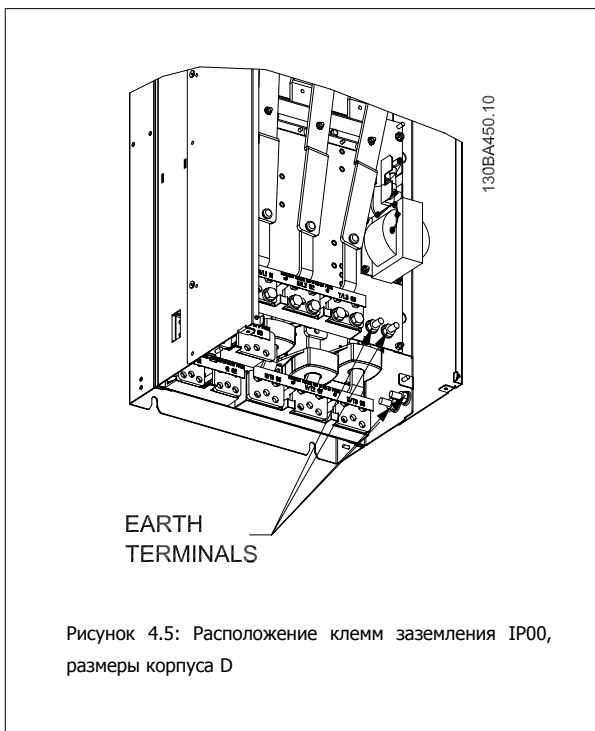 130BA450.10
EARTH
TERMINALS
Рисунок 4.5: Расположение клемм заземления IP00,
размеры корпуса D